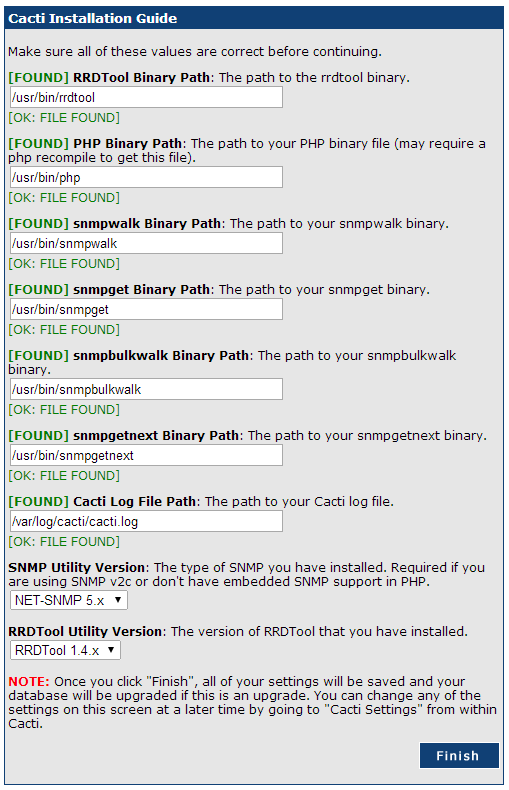 Cacti Installation Guide
Make sure all of these values are correct before continuing.
[FOUND] RRDTool Binary Path: The path to the rrdtool binary.
/usr/bin/rrdtool
[OK: FILE FOUND]
[FOUND] PHP Binary Path: The path to your PHP binary file (may require a
php recompile to get this file).
/usr/bin/php
[OK: FILE FOUND]
[FOUND] snmpwalk Binary Path: The path to your snmpwalk binary.
/usr/bin/snmpwalk
[OK: FILE FOUND]
[FOUND] snmpget Binary Path: The path to your snmpget binary.
/usr/bin/snmpget
[OK: FILE FOUND]
[FOUND] snmpbulkwalk Binary Path: The path to your snmpbulkwalk
binary.
/usr/bin/snmpbulkwalk
[OK: FILE FOUND]
[FOUND] snmpgetnext Binary Path: The path to your snmpgetnext binary.
/usr/bin/snmpgetnext
[OK: FILE FOUND]
[FOUND] Cacti Log File Path: The path to your Cacti log file.
/var/log/cacti/cacti.log
[OK: FILE FOUND]
SNMP Utility Version: The type of SNMP you have installed. Required if you
are using SNMP v2c or don't have embedded SNMP support in PHP.
NET-SNMP 5.x
RRDTool Utility Version: The version of RRDTool that you have installed.
RRDTool 1.4.x
NOTE: Once you click "Finish", all of your settings will be saved and your
database will be upgraded if this is an upgrade. You can change any of the
settings on this screen at a later time by going to "Cacti Settings" from within
Cacti.
Finish